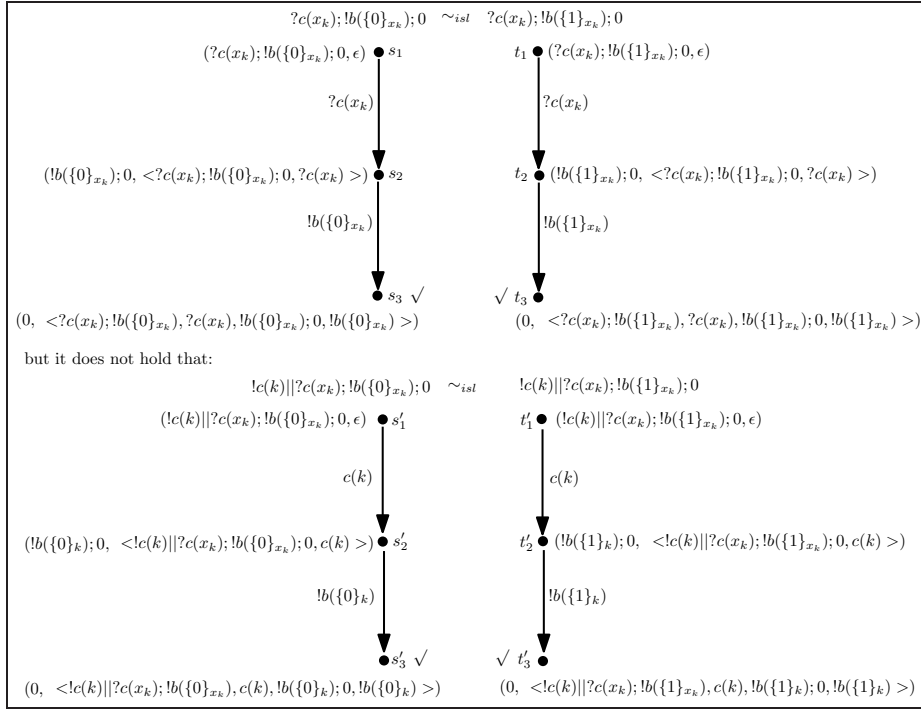 ?c(x_k); !b({0}_{x_k}); 0 ∼_{isl} ?c(x_k); !b({1}_{x_k}); 0
(?c(x_k); !b({0}_{x_k}); 0, ϵ) s_1 t_1 (?c(x_k); !b({1}_{x_k}); 0, ϵ)
?c(x_k) ?c(x_k)
(!b({0}_{x_k}); 0, <?c(x_k); !b({0}_{x_k}); 0, ?c(x_k) >) s_2 t_2 (!b({1}_{x_k}); 0, <?c(x_k); !b({1}_{x_k}); 0, ?c(x_k) >)
!b({0}_{x_k}) !b({1}_{x_k})
s_3 √ √ t_3
(0, <?c(x_k); !b({0}_{x_k}), ?c(x_k), !b({0}_{x_k}); 0, !b({0}_{x_k}) >) (0, <?c(x_k); !b({1}_{x_k}), ?c(x_k), !b({1}_{x_k}); 0, !b({1}_{x_k}) >)
but it does not hold that:
!c(k)||?c(x_k); !b({0}_{x_k}); 0 ∼_{isl} !c(k)||?c(x_k); !b({1}_{x_k}); 0
(!c(k)||?c(x_k); !b({0}_{x_k}); 0, ϵ) s′_1 t′_1 (!c(k)||?c(x_k); !b({1}_{x_k}); 0, ϵ)
c(k) c(k)
(!b({0}_k); 0, <!c(k)||?c(x_k); !b({0}_{x_k}); 0, c(k) >) s′_2 t′_2 (!b({1}_k); 0, <!c(k)||?c(x_k); !b({1}_{x_k}); 0, c(k) >)
!b({0}_k) !b({1}_k)
s′_3 √ √ t′_3
(0, <!c(k)||?c(x_k); !b({0}_{x_k}), c(k), !b({0}_k); 0, !b({0}_k) >) (0, <!c(k)||?c(x_k); !b({1}_{x_k}), c(k), !b({1}_k); 0, !b({1}_k) >)